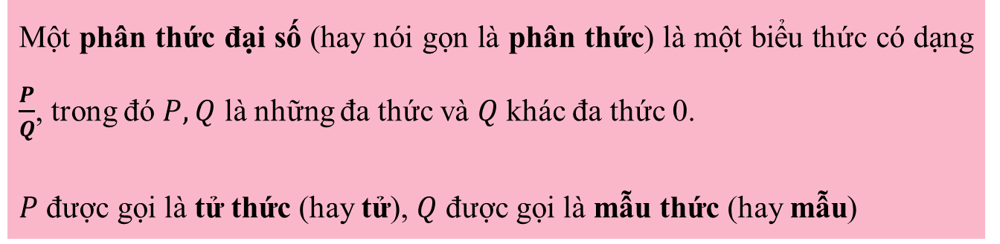 Một phân thức đại số (hay nói gọn là phân thức) là một biểu thức có dạng
P/Q, trong đó P, Q là những đa thức và Q khác đa thức 0.
P được gọi là tử thức (hay tử), Q được gọi là mẫu thức (hay mẫu)